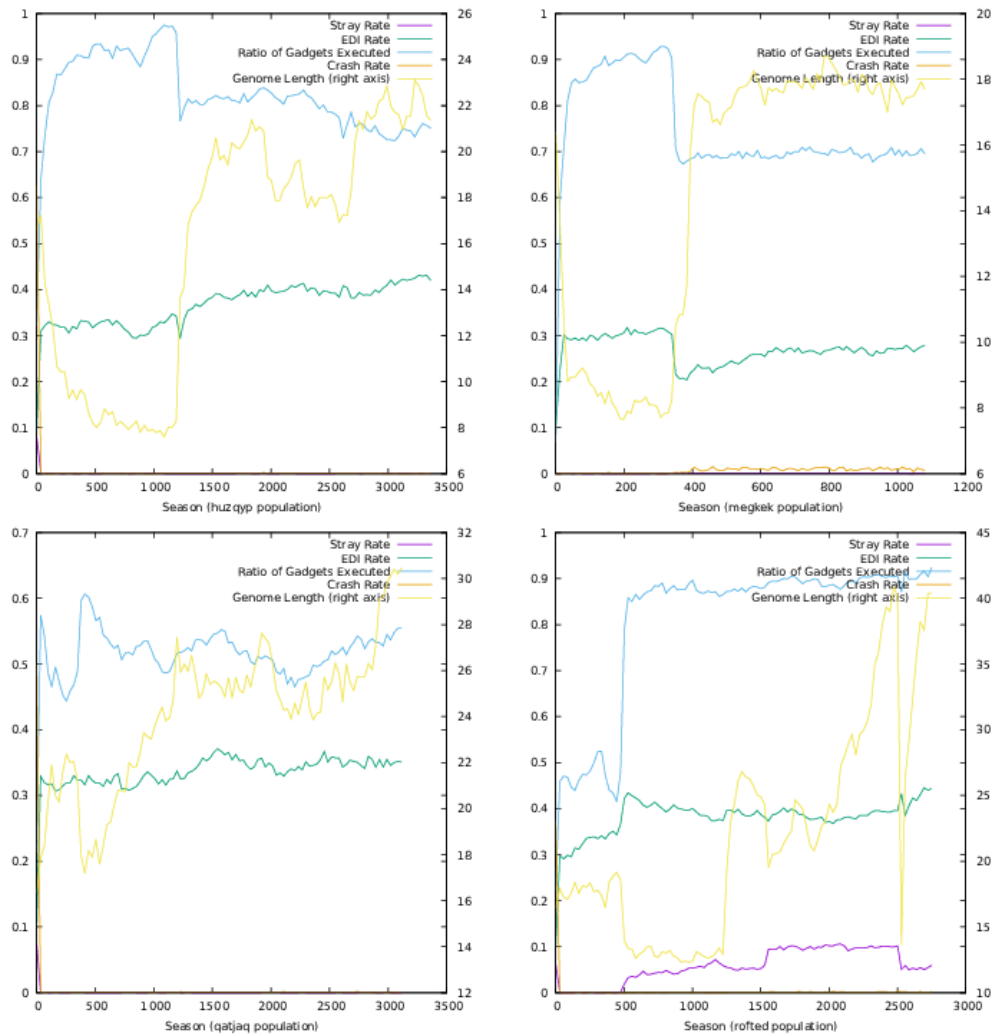 1
0.9
0.8
0.7
0.6
0.5
0.4
0.3
0.2
0.1
0
Stray Rate
EDI Rate
Ratio of Gadgets Executed
Crash Rate
Genome Length (right axis)
26
24
22
20
18
16
14
12
10
8
6
0 500 1000 1500 2000 2500 3000 3500
Season (huzqyp population)
1
0.9
0.8
0.7
0.6
0.5
0.4
0.3
0.2
0.1
0
Stray Rate
EDI Rate
Ratio of Gadgets Executed
Crash Rate
Genome Length (right axis)
20
18
16
14
12
10
8
6
0 200 400 600 800 1000 1200
Season (megkek population)
0.7
0.6
0.5
0.4
0.3
0.2
0.1
0
Stray Rate
EDI Rate
Ratio of Gadgets Executed
Crash Rate
Genome Length (right axis)
32
30
28
26
24
22
20
18
16
14
12
0 500 1000 1500 2000 2500 3000 3500
Season (qatjaq population)
1
0.9
0.8
0.7
0.6
0.5
0.4
0.3
0.2
0.1
0
Stray Rate
EDI Rate
Ratio of Gadgets Executed
Crash Rate
Genome Length (right axis)
45
40
35
30
25
20
15
10
0 500 1000 1500 2000 2500 3000
Season (rofted population)